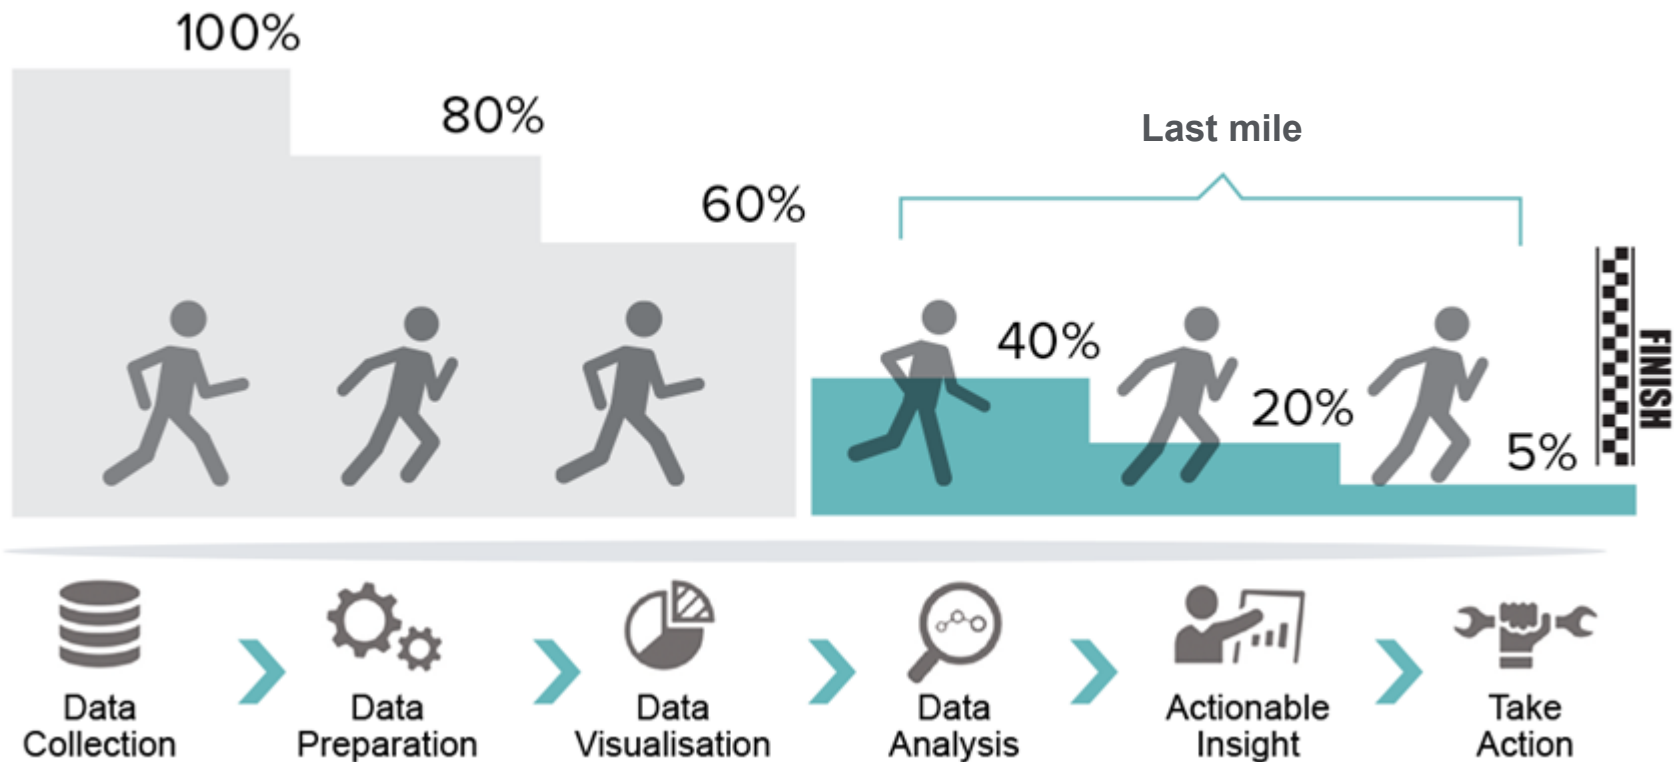 100%
80%
60%
Last mile
40%
20%
5%
FINISH
Data
Collection
Data
Preparation
Data
Visualisation
Data
Analysis
Actionable
Insight
Take
Action